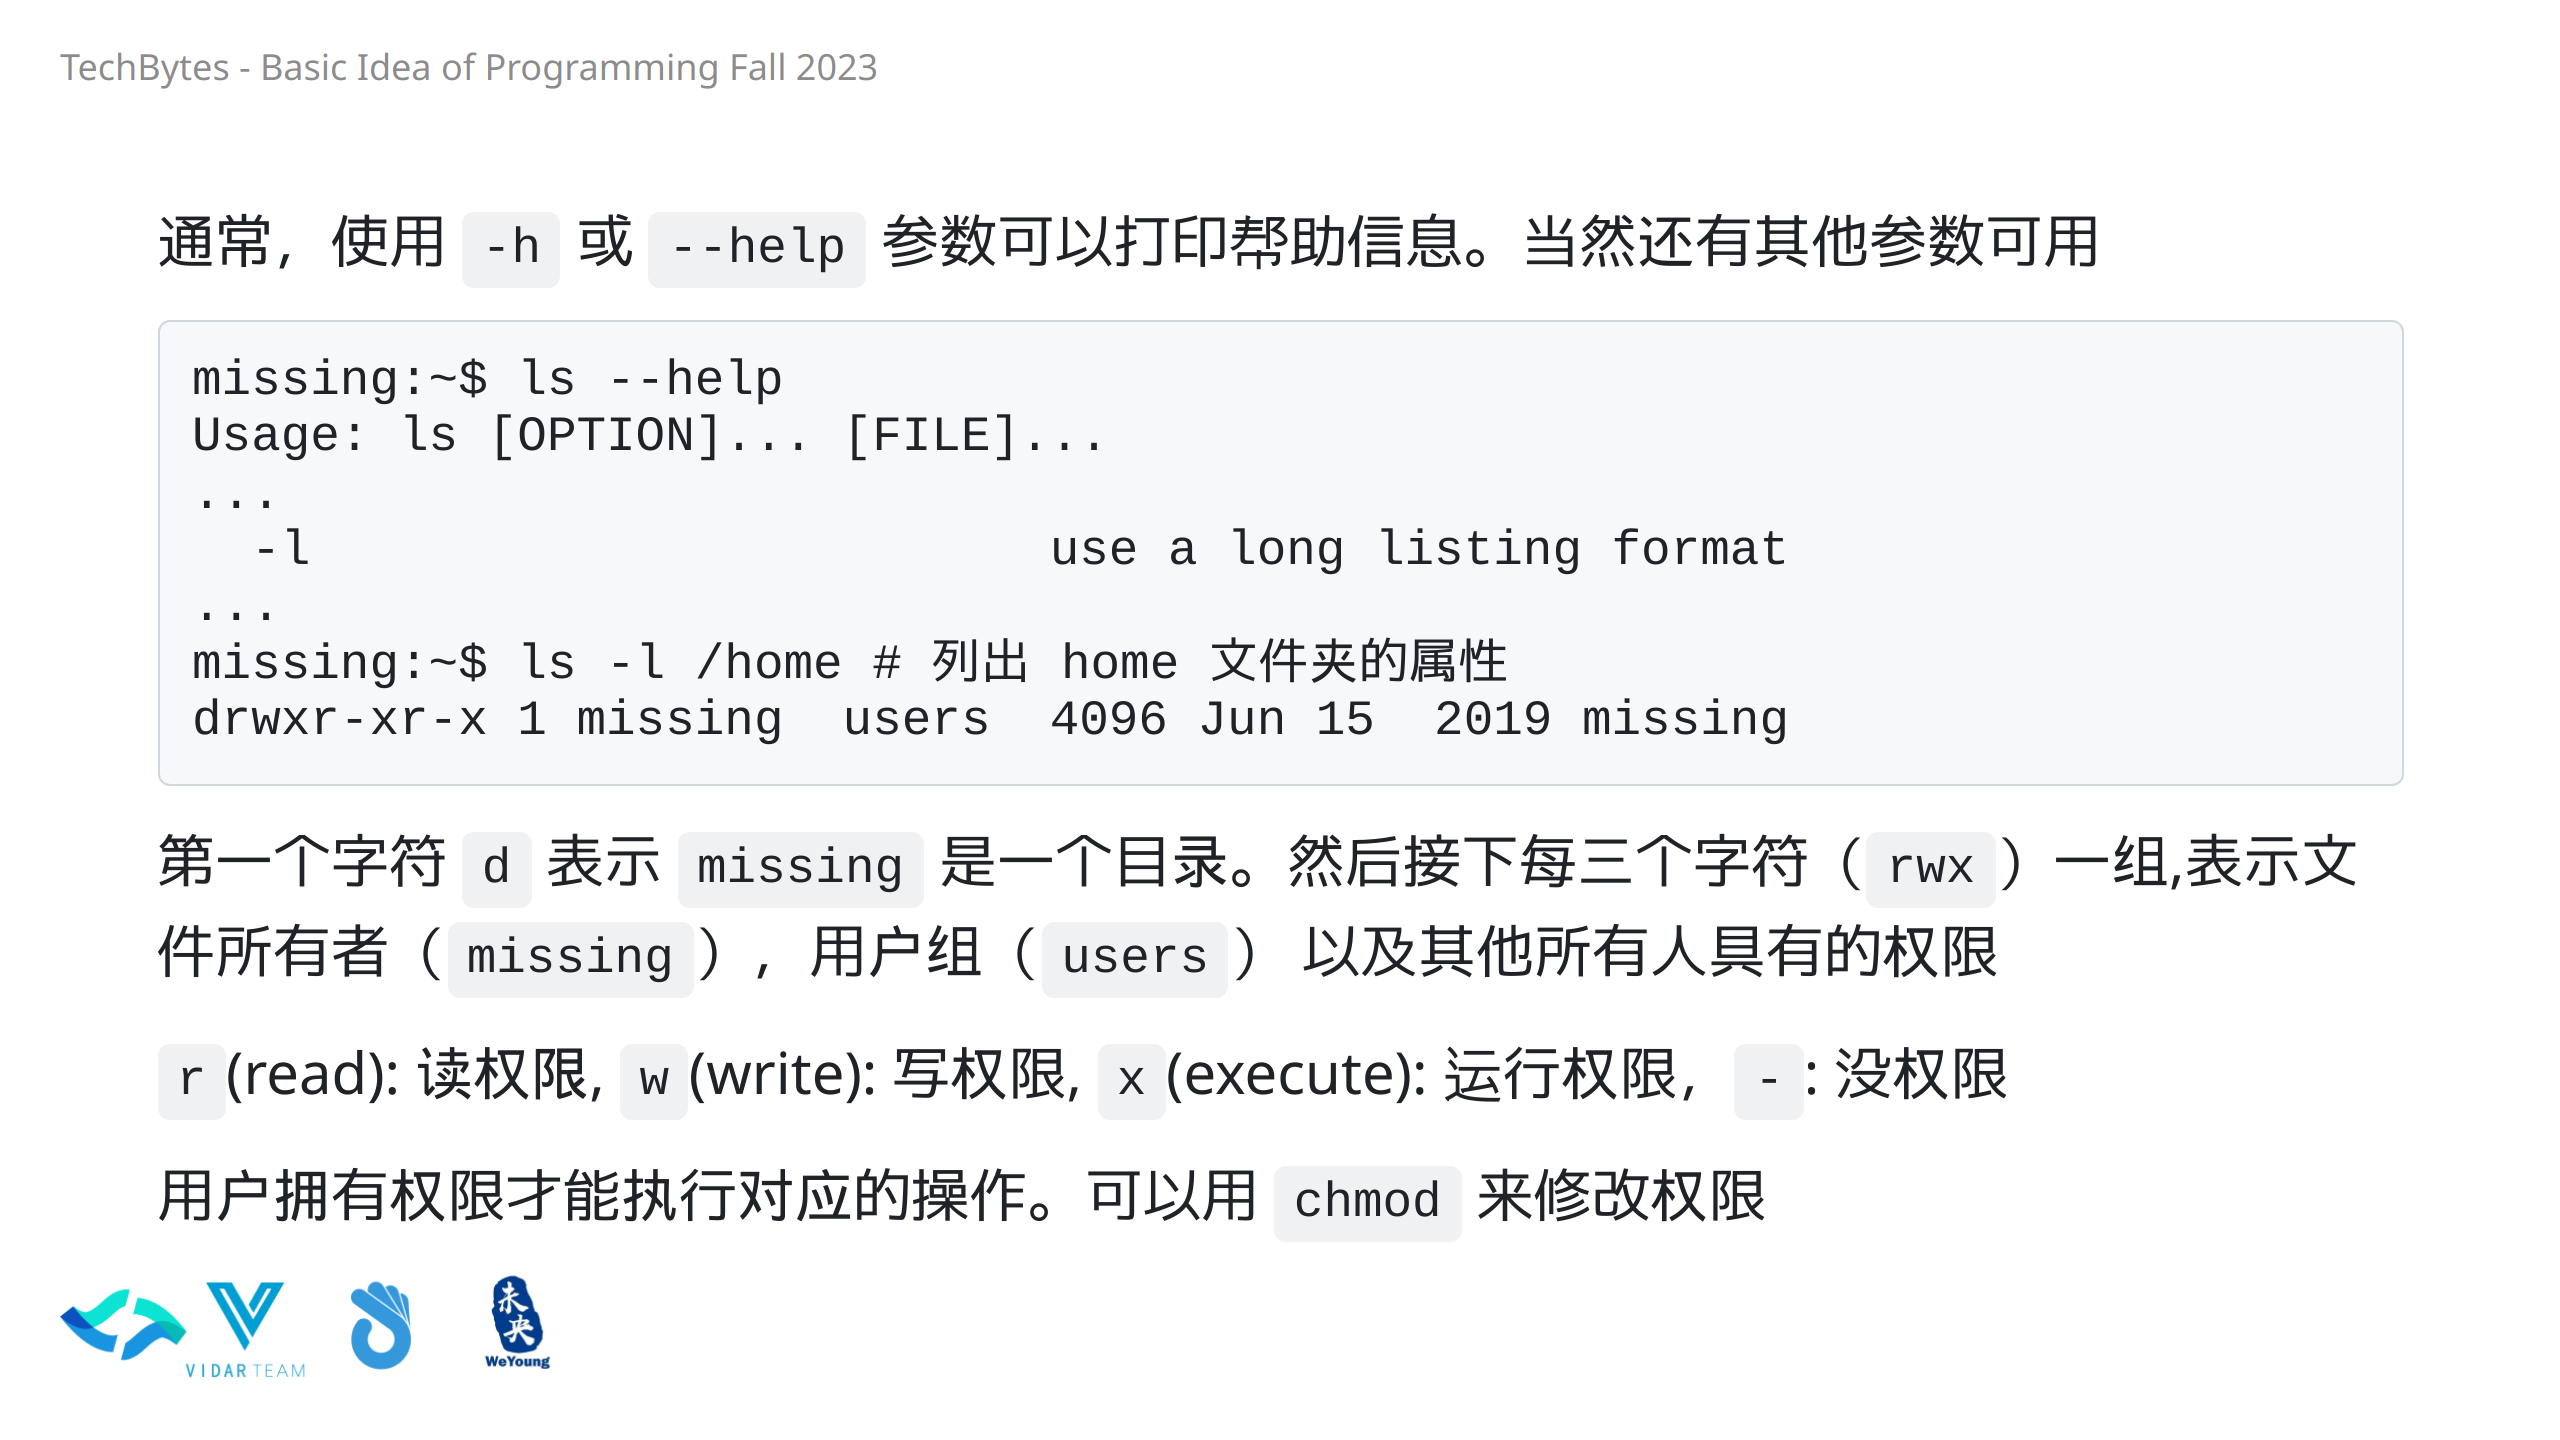 TechBytes - Basic Idea of Programming Fall 2023
通常，使用 -h 或 --help 参数可以打印帮助信息。当然还有其他参数可用
missing:~$ ls --help
Usage: ls [OPTION]... [FILE]...
...
  -l                         use a long listing format
...
missing:~$ ls -l /home # 列出 home 文件夹的属性
drwxr-xr-x 1 missing  users  4096 Jun 15  2019 missing
第一个字符 d 表示 missing 是一个目录。然后接下每三个字符（rwx）一组,表示文
件所有者（missing），用户组（users） 以及其他所有人具有的权限
r(read): 读权限, w(write): 写权限, x(execute): 运行权限，-: 没权限
用户拥有权限才能执行对应的操作。可以用 chmod 来修改权限
VIDAR TEAM
未央
WeYoung